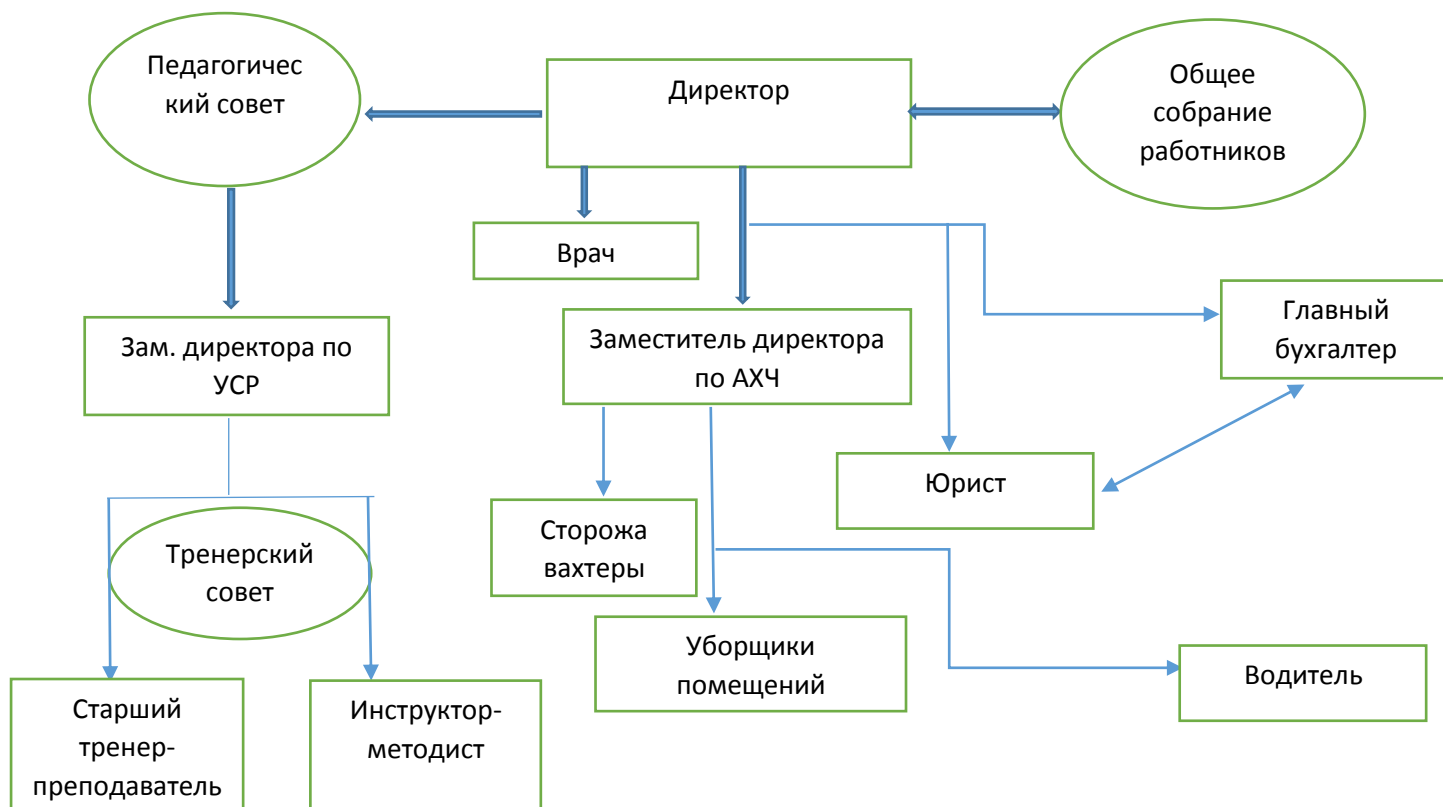 Педагогичес
кий совет
Директор
Общее
собрание
работников
Врач
Зам. директора по
УСР
Заместитель директора
по АХЧ
Главный
бухгалтер
Юрист
Сторожа
вахтеры
Тренерский
совет
Уборщики
помещений
Водитель
Старший
тренер-
преподаватель
Инструктор-
методист